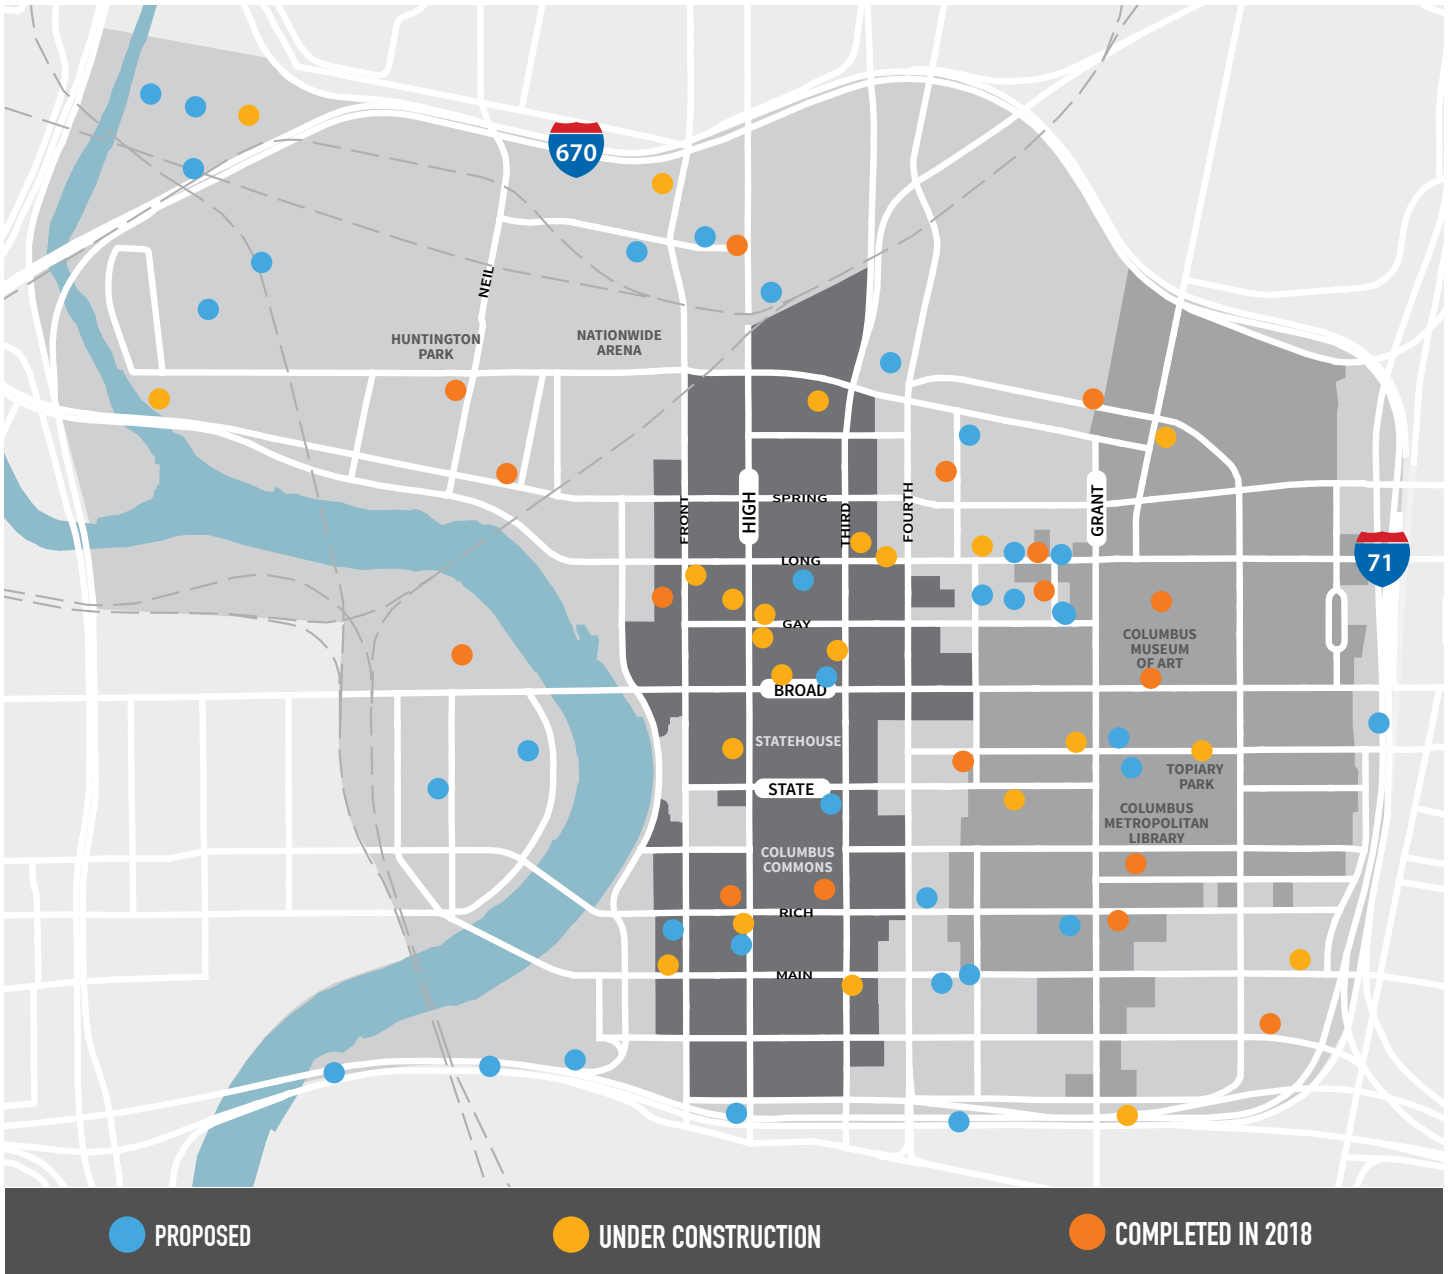 670
NEIL
HUNTINGTON
PARK
NATIONWIDE
ARENA
FRONT
HIGH
SPRING
THIRD
FOURTH
GRANT
LONG
71
GAY
COLUMBUS
MUSEUM
OF ART
BROAD
STATEHOUSE
TOPIARY
PARK
STATE
COLUMBUS
METROPOLITAN
LIBRARY
COLUMBUS
COMMONS
RICH
MAIN
PROPOSED
UNDER CONSTRUCTION
COMPLETED IN 2018